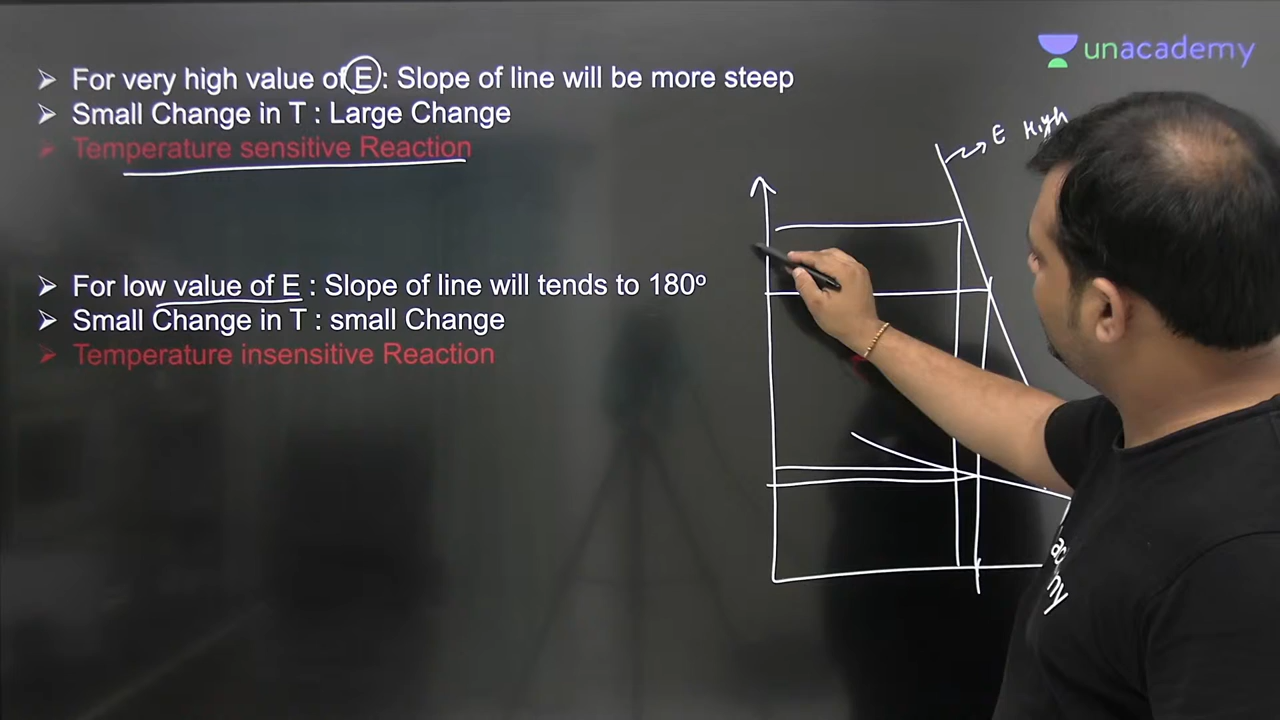 unacademy
➤ For very high value of E : Slope of line will be more steep
➤ Small Change in T : Large Change
➤ Temperature sensitive Reaction
E High
➤ For low value of E : Slope of line will tends to 180º
➤ Small Change in T : small Change
➤ Temperature insensitive Reaction